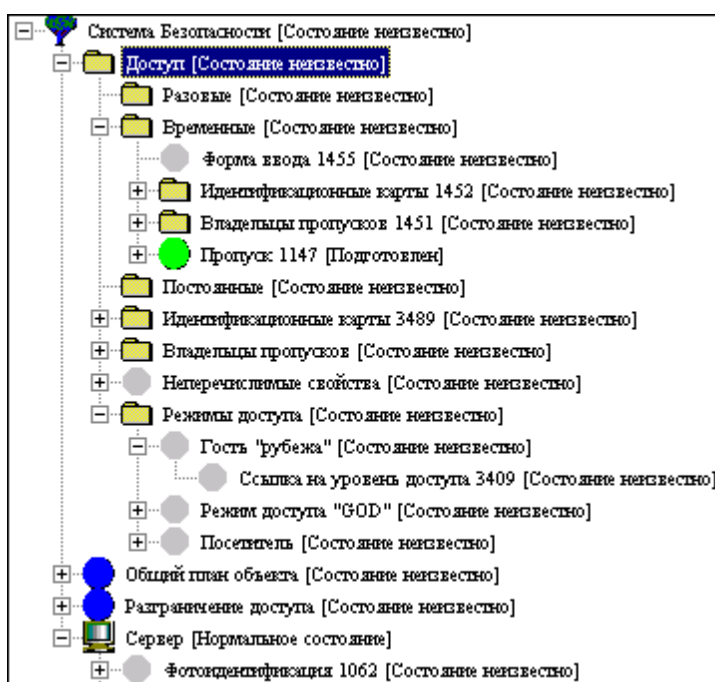 Система Безопасности [Состояние неизвестно]
Доступ [Состояние неизвестно]
Разовые [Состояние неизвестно]
Временные [Состояние неизвестно]
Форма ввода 1455 [Состояние неизвестно]
Идентификационные карты 1452 [Состояние неизвестно]
Владельцы пропусков 1451 [Состояние неизвестно]
Пропуск 1147 [Подготовлен]
Постоянные [Состояние неизвестно]
Идентификационные карты 3489 [Состояние неизвестно]
Владельцы пропусков [Состояние неизвестно]
Неперечислимые свойства [Состояние неизвестно]
Режимы доступа [Состояние неизвестно]
Гость "рубежа" [Состояние неизвестно]
Ссылка на уровень доступа 3409 [Состояние неизвестно]
Режим доступа "GOD" [Состояние неизвестно]
Посетитель [Состояние неизвестно]
Общий план объекта [Состояние неизвестно]
Разграничение доступа [Состояние неизвестно]
Сервер [Нормальное состояние]
Фотоидентификация 1062 [Состояние неизвестно]